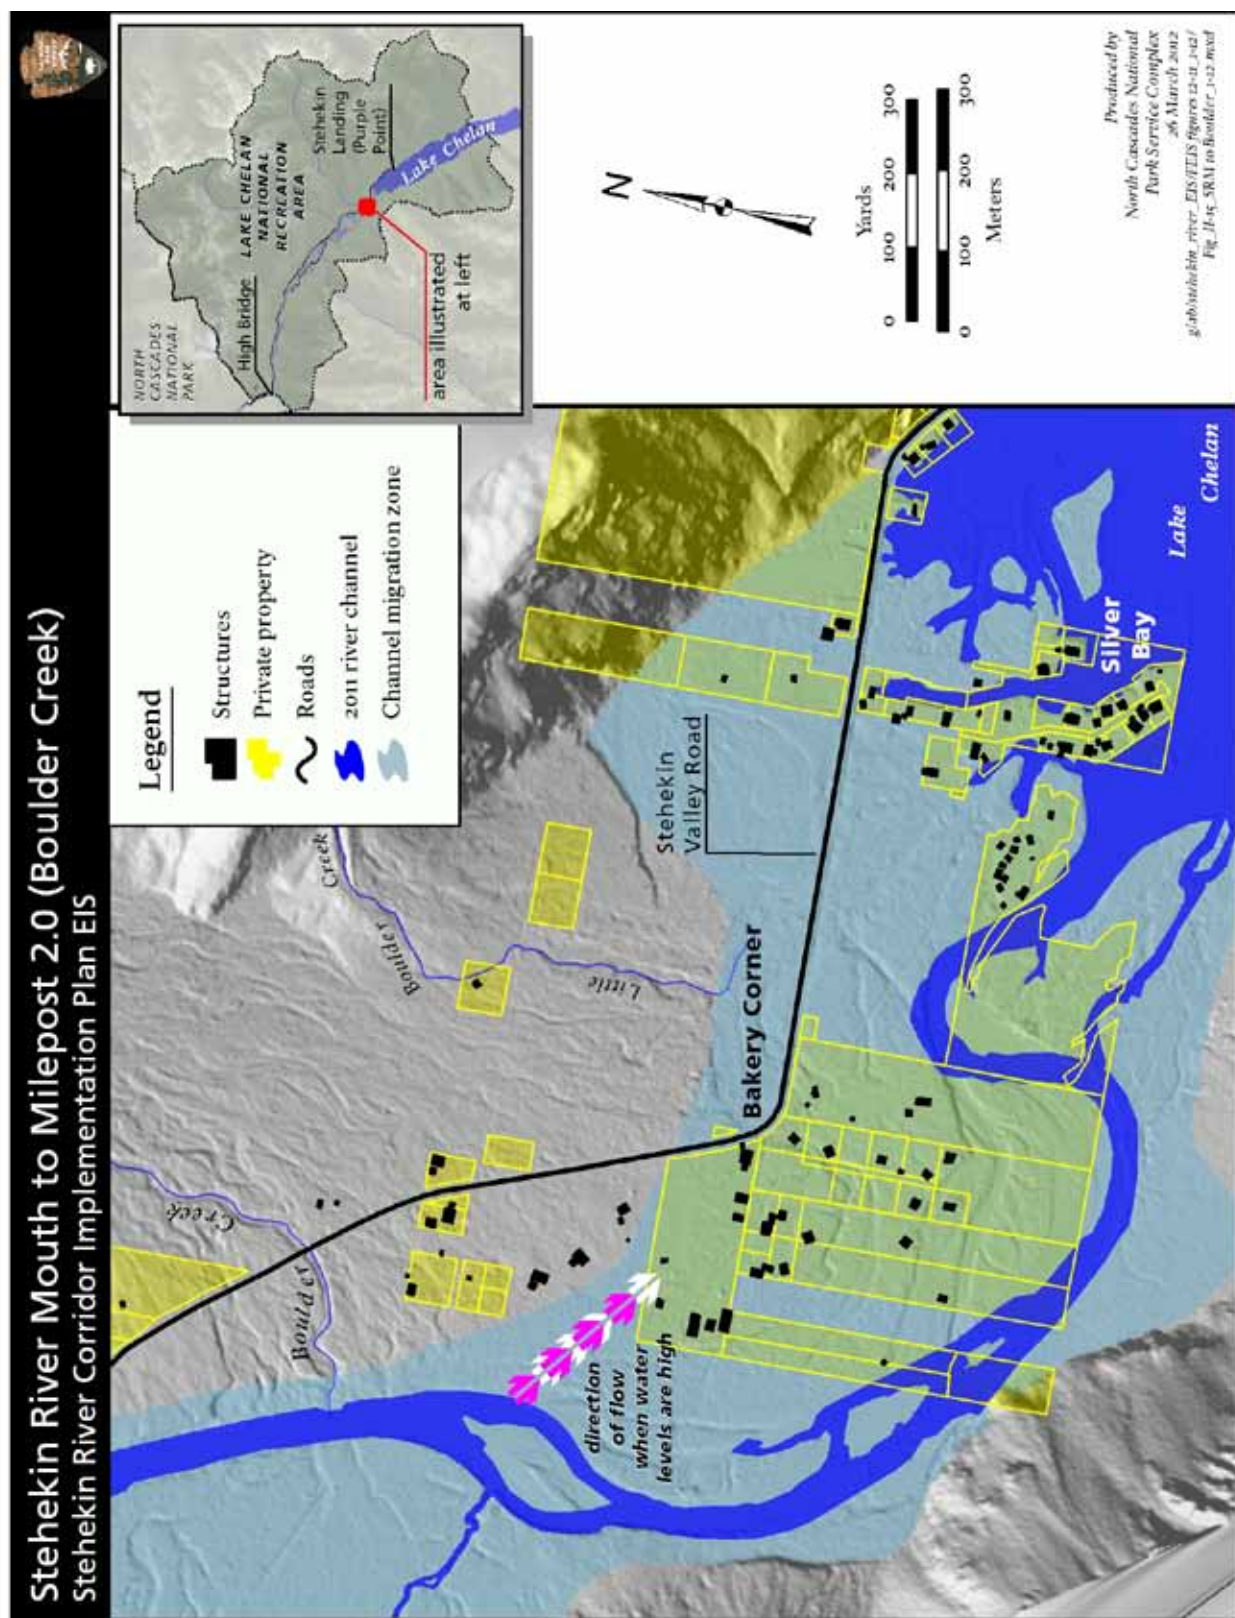 Stehekin River Mouth to Milepost 2.0 (Boulder Creek)
Stehekin River Corridor Implementation Plan EIS
Legend
Structures
Private property
Roads
2011 river channel
Channel migration zone
NORTH
CASCADES
NATIONAL
PARK
High Bridge
LAKE CHELAN
NATIONAL
RECREATION
AREA
Stehekin
Landing
(Purple
Point)
Lake Chelan
area illustrated
at left
Boulder
Creek
Little
Boulder
Creek
direction
of flow
when water
levels are high
Bakery Corner
Stehekin
Valley Road
Silver
Bay
Lake
Chelan
N
Yards
0 100 200 300
0 100 200 300
Meters
Produced by
North Cascades National
Park Service Complex
26 March 2012